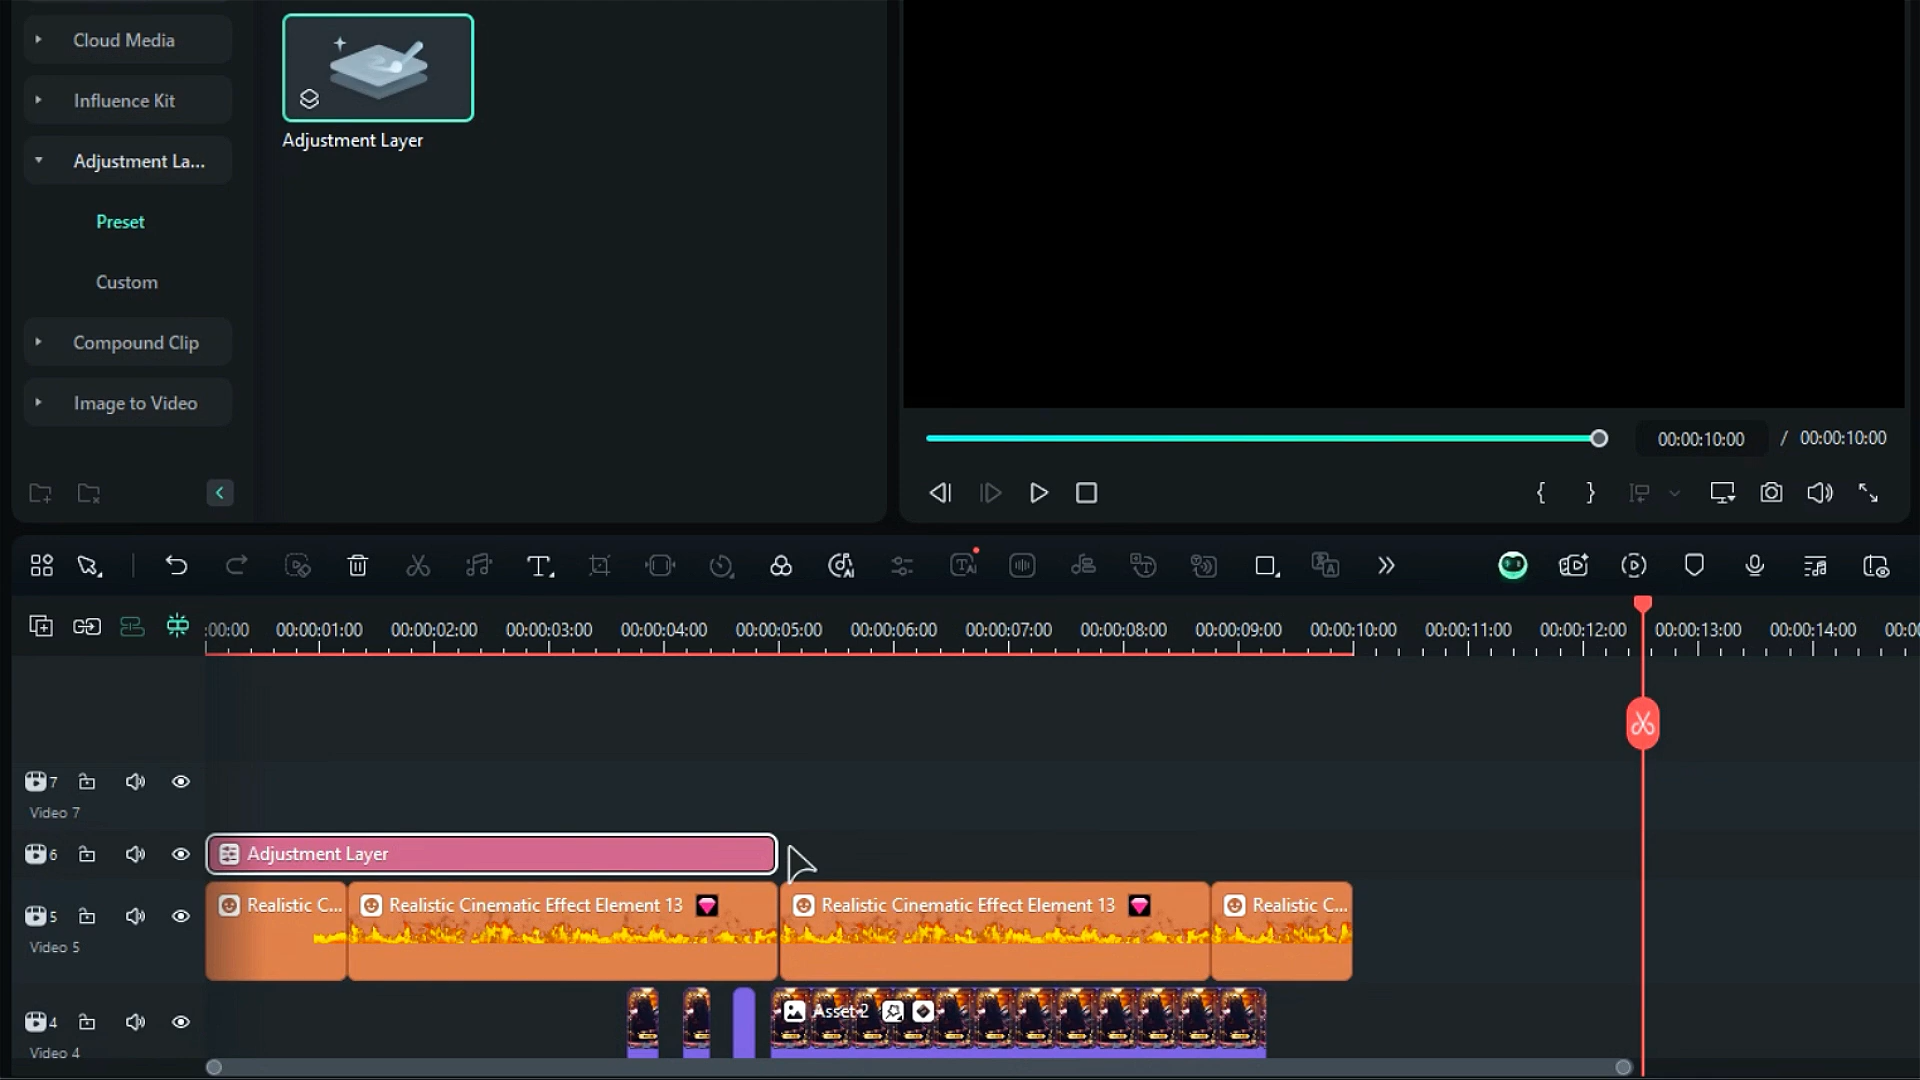 Cloud Media
Influence Kit
Adjustment La...
Preset
Custom
Compound Clip
Image to Video
Adjustment Layer
00:00:10:00 / 00:00:10:00
:00:00 00:00:01:00 00:00:02:00 00:00:03:00 00:00:04:00 00:00:05:00 00:00:06:00 00:00:07:00 00:00:08:00 00:00:09:00 00:00:10:00 00:00:11:00 00:00:12:00 00:00:13:00 00:00:14:00 00:0
7
Video 7
6 Adjustment Layer
Realistic C... Realistic Cinematic Effect Element 13 Realistic Cinematic Effect Element 13 Realistic C...
5
Video 5
Asset 2
4
Video 4